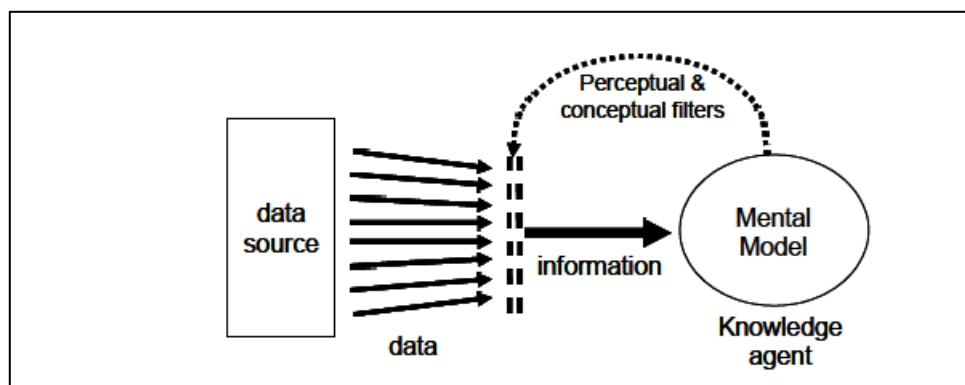 Perceptual &
conceptual filters
data
source
Mental
Model
information
data
Knowledge
agent